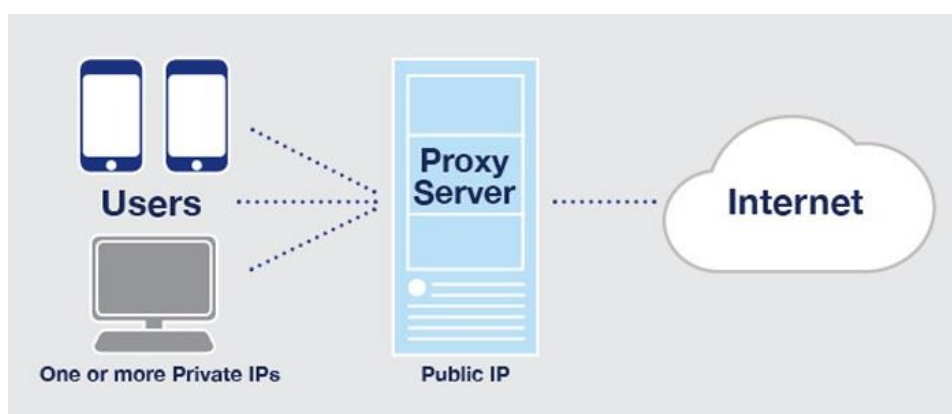 Users
One or more Private IPs
Proxy
Server
Public IP
Internet